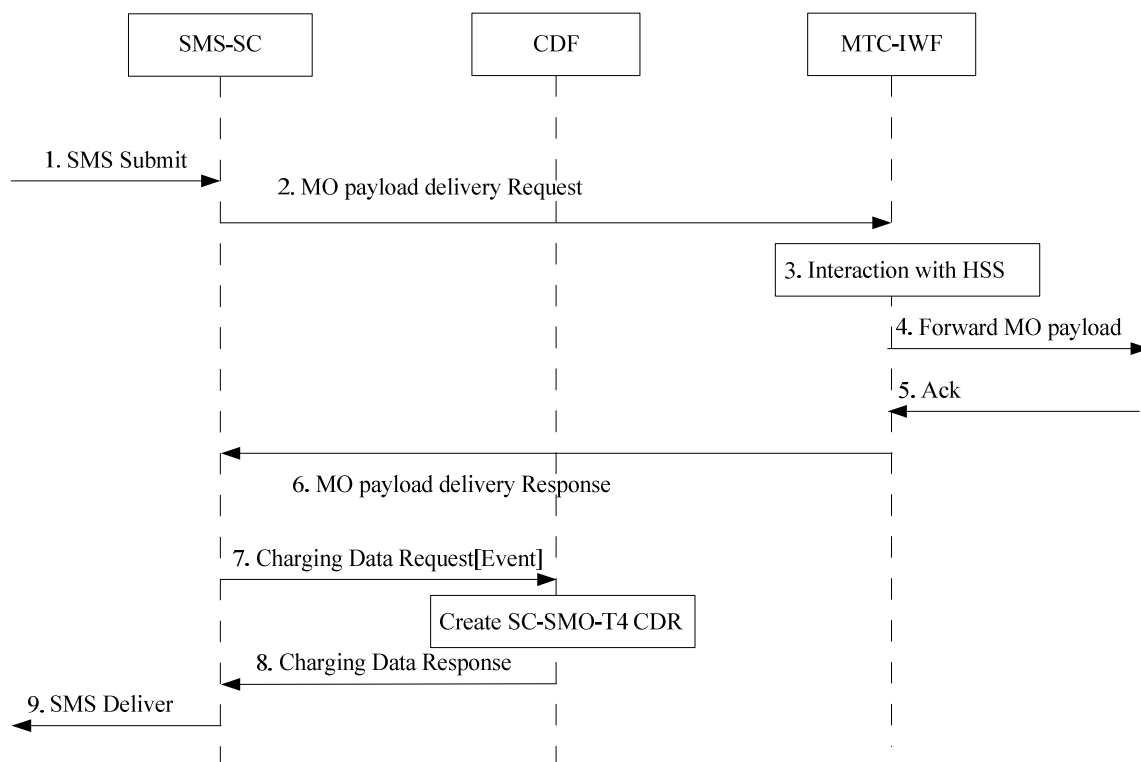 SMS-SC
CDF
MTC-IWF
1. SMS Submit
2. MO payload delivery Request
3. Interaction with HSS
4. Forward MO payload
5. Ack
6. MO payload delivery Response
7. Charging Data Request[Event]
Create SC-SMO-T4 CDR
8. Charging Data Response
9. SMS Deliver